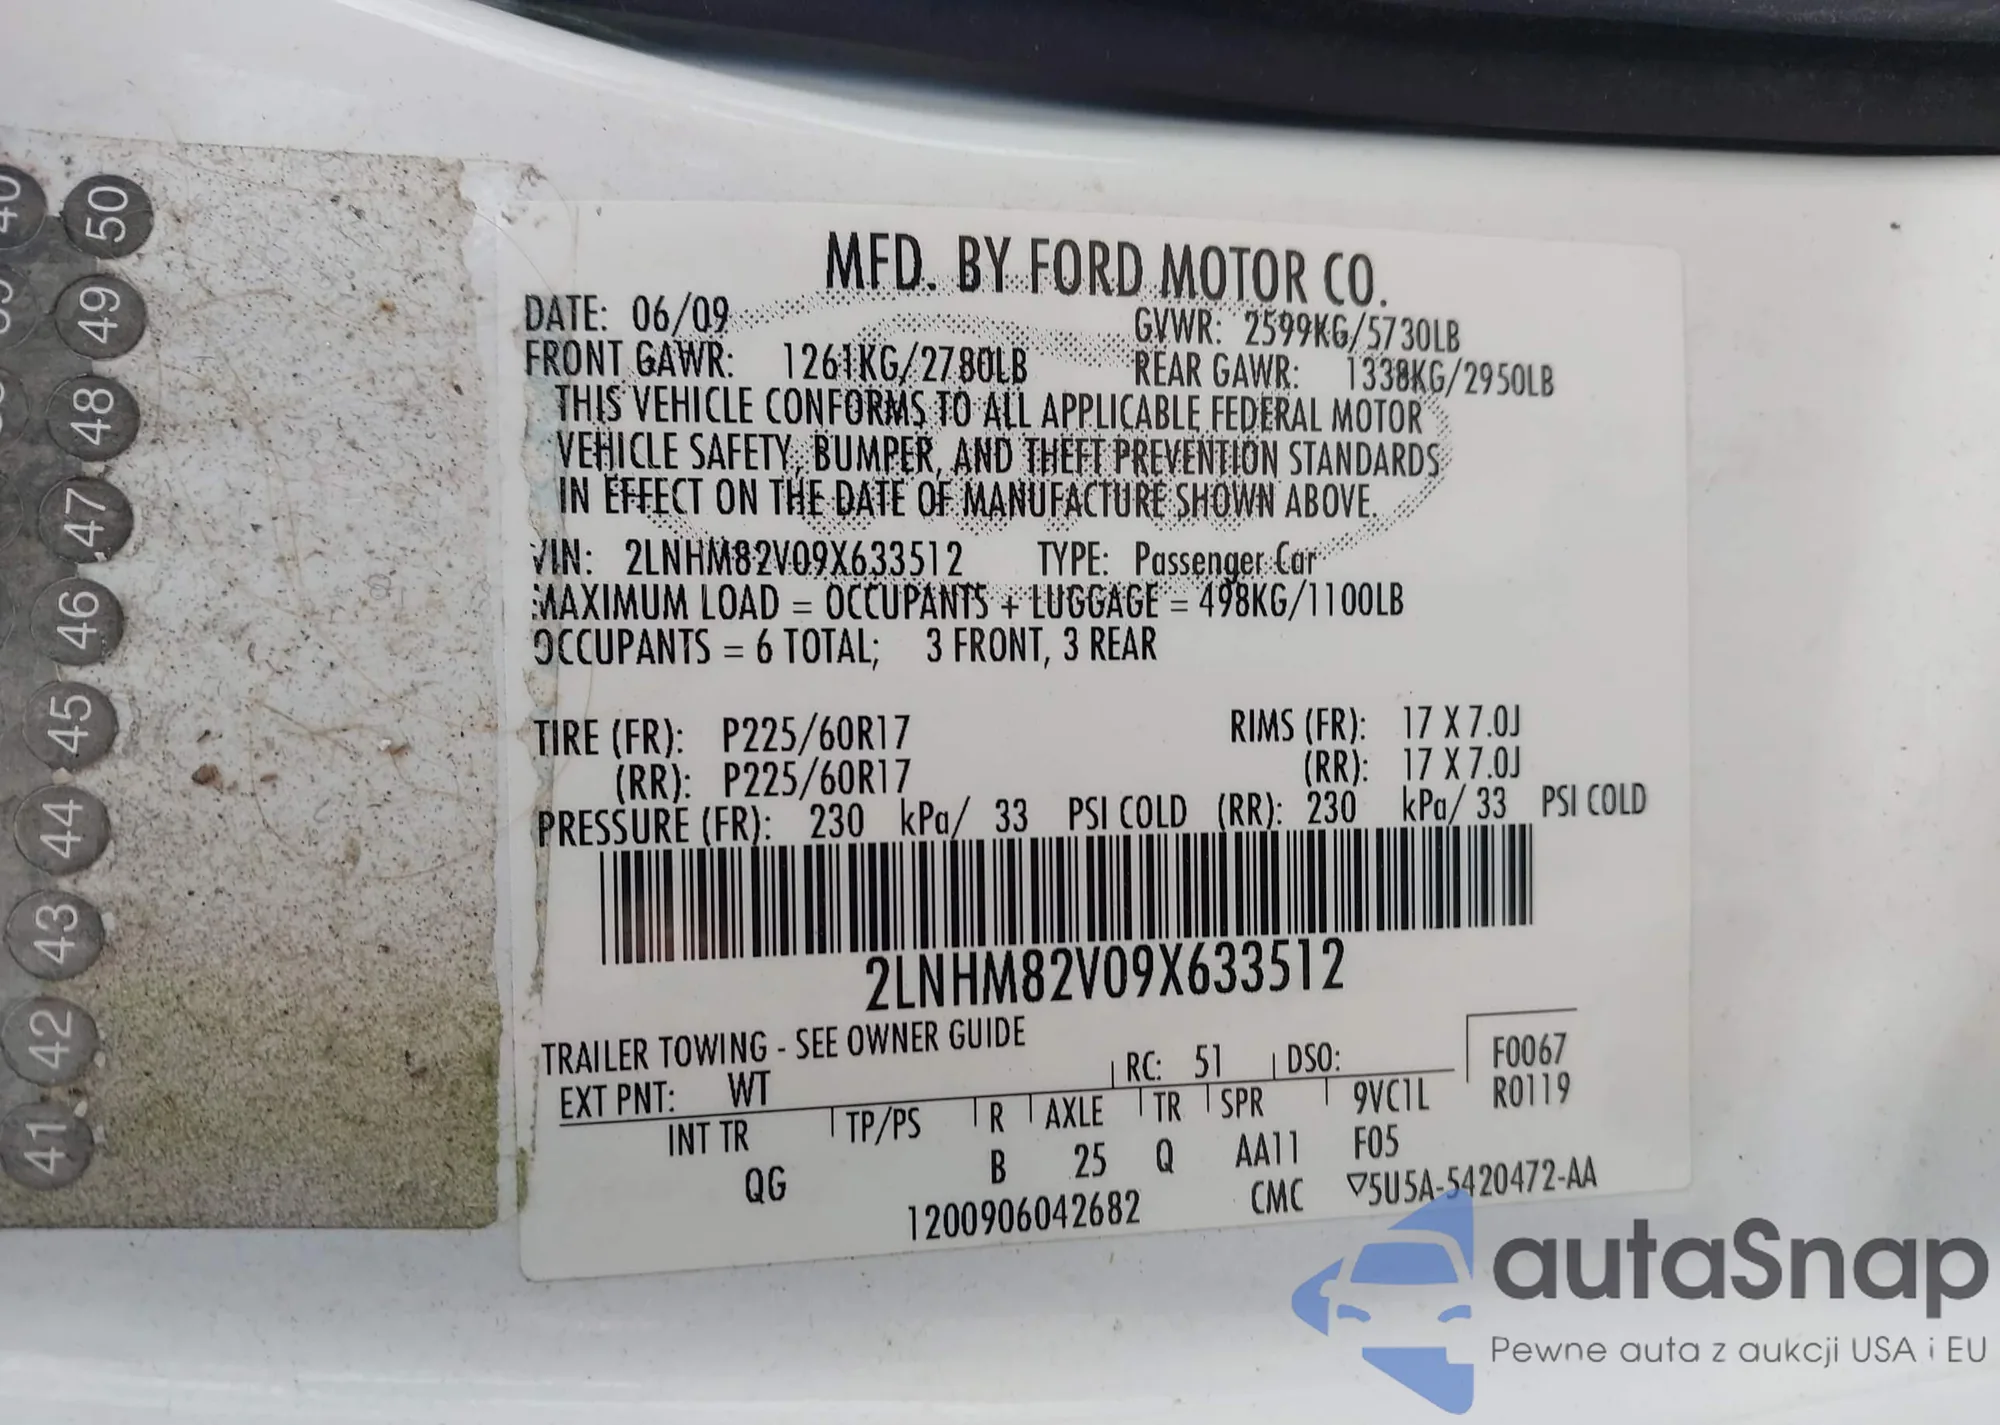 50
49
48
47
46
45
44
43
42
41
40
MFD. BY FORD MOTOR CO.
DATE: 06/09 GVWR: 2599KG/5730LB
FRONT GAWR: 1261KG/2780LB REAR GAWR: 1338KG/2950LB
THIS VEHICLE CONFORMS TO ALL APPLICABLE FEDERAL MOTOR
VEHICLE SAFETY, BUMPER, AND THEFT PREVENTION STANDARDS
IN EFFECT ON THE DATE OF MANUFACTURE SHOWN ABOVE.
VIN: 2LNHM82V09X633512 TYPE: Passenger Car
MAXIMUM LOAD = OCCUPANTS + LUGGAGE = 498KG/1100LB
OCCUPANTS = 6 TOTAL; 3 FRONT, 3 REAR
TIRE (FR): P225/60R17 RIMS (FR): 17 X 7.0J
(RR): P225/60R17 (RR): 17 X 7.0J
PRESSURE (FR): 230 kPa/ 33 PSI COLD (RR): 230 kPa/ 33 PSI COLD
2LNHM82V09X633512
TRAILER TOWING - SEE OWNER GUIDE
EXT PNT: WT RC: 51 DSO: F0067
R0119
INT TR TP/PS R AXLE TR SPR 9VC1L
QG B 25 Q AA11 F05
1200906042682 CMC ▽5U5A-5420472-AA
autaSnap
Pewne auta z aukcji USA i EU